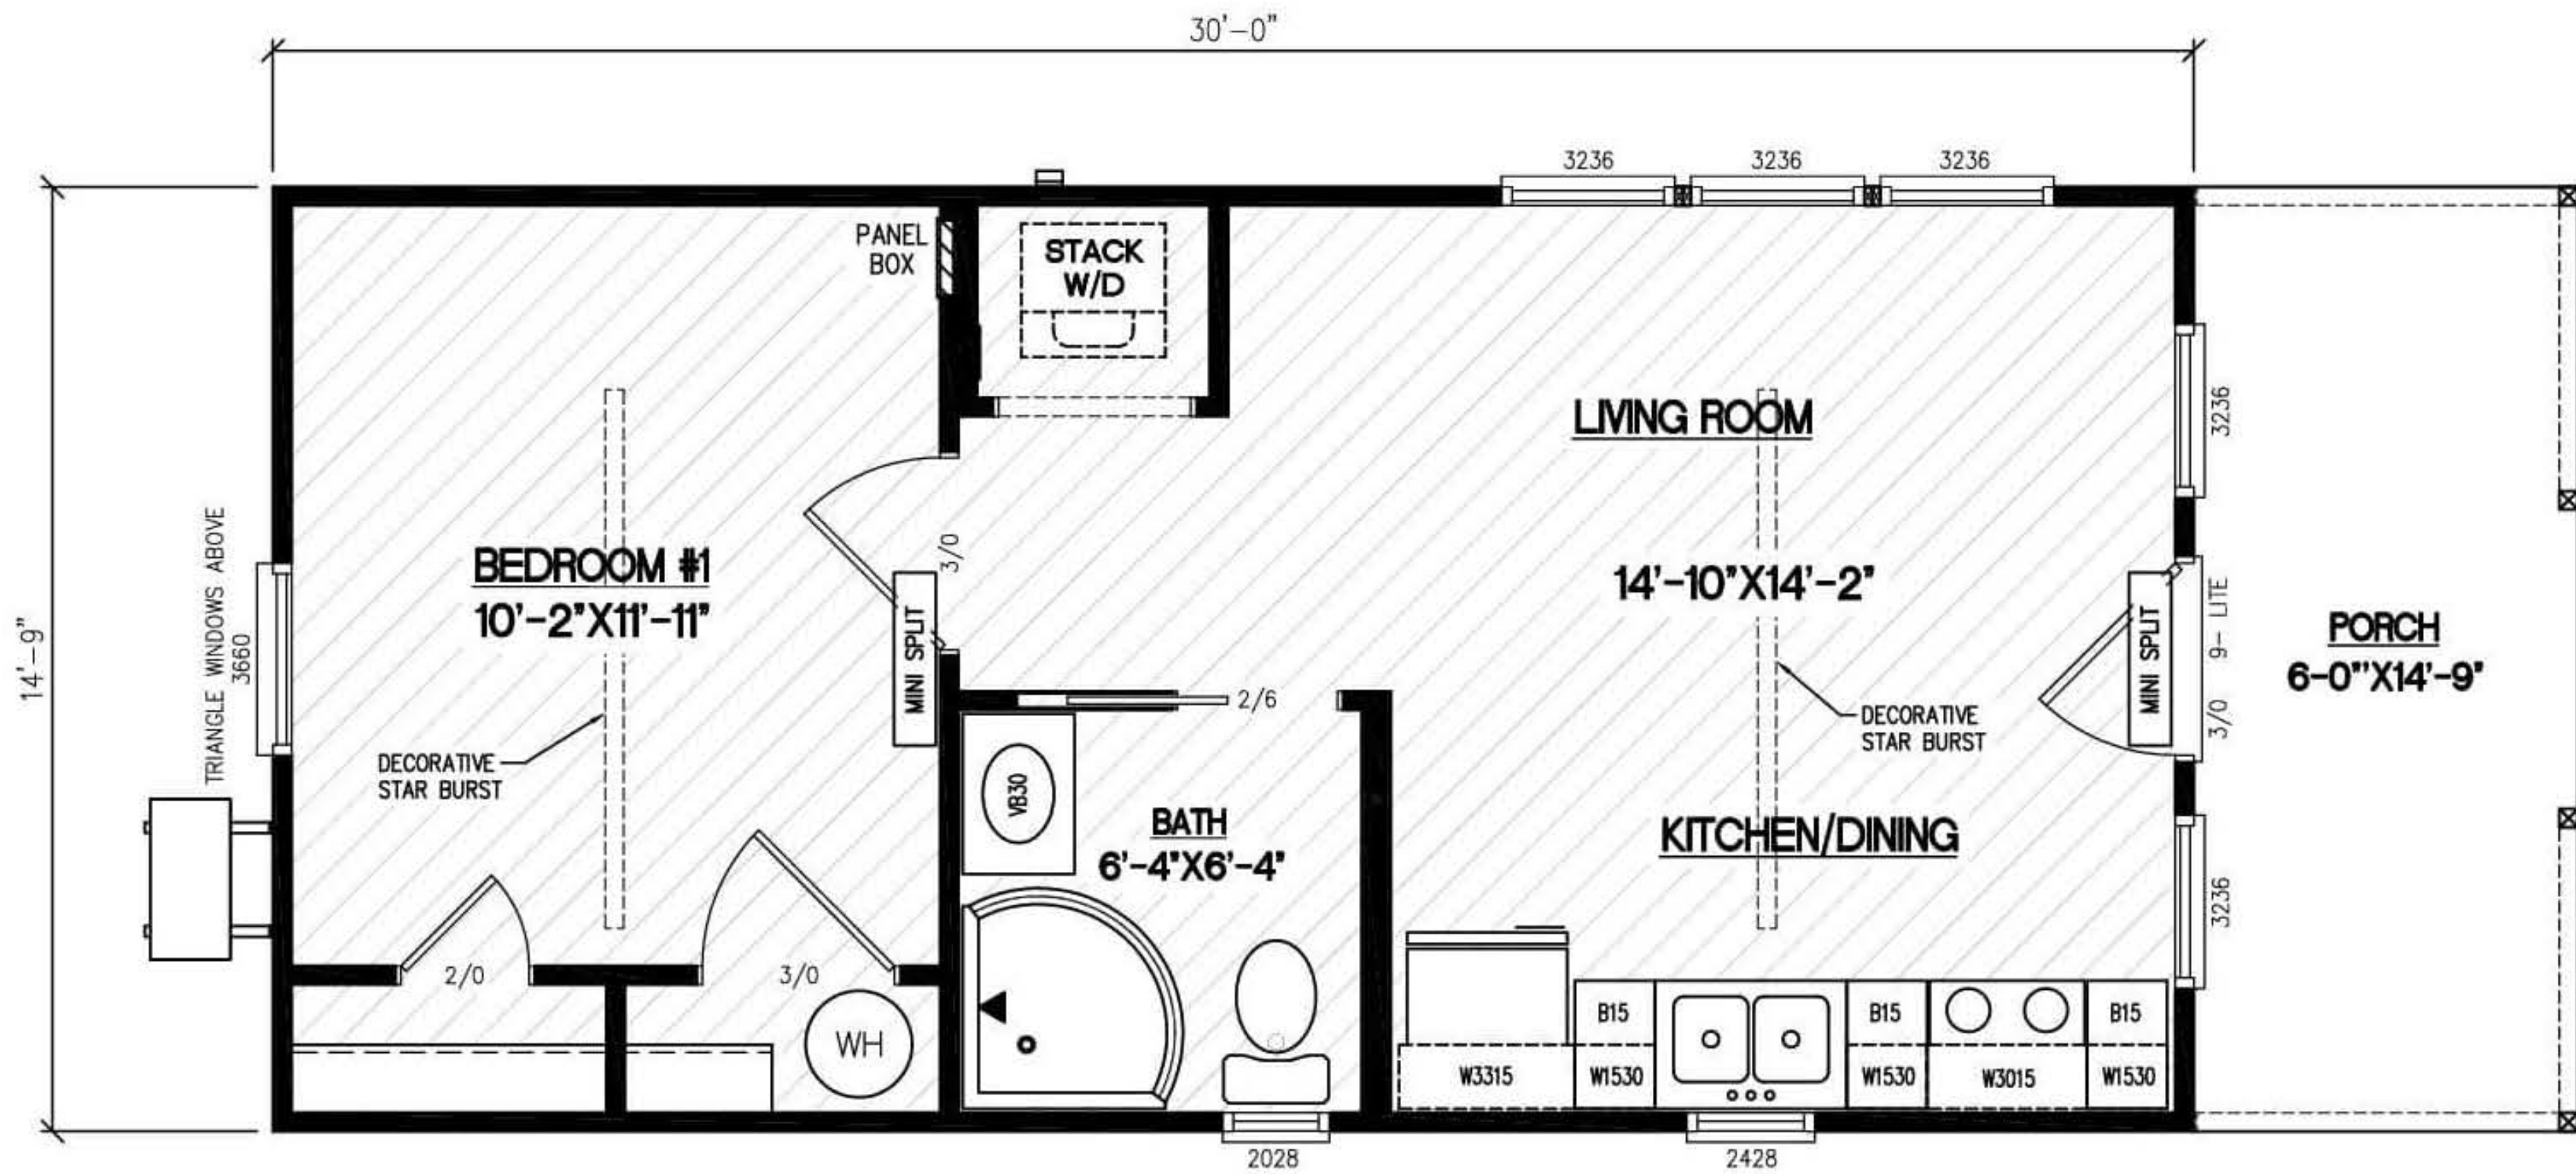 30'-0"
3236
3236
3236
PANEL
BOX
STACK
W/D
LIVING ROOM
3236
14'-9"
TRIANGLE WINDOWS ABOVE
3660
BEDROOM #1
10'-2"X11'-11"
3/0
MINI SPLIT
14'-10"X14'-2"
MINI SPLIT
3/0 9- LITE
PORCH
6-0"'X14'-9"
2/6
DECORATIVE
STAR BURST
DECORATIVE
STAR BURST
VB30
BATH
6'-4"X6'-4"
KITCHEN/DINING
3236
2/0
3/0
WH
B15
B15
B15
W3315
W1530
W1530
W3015
W1530
2028
2428